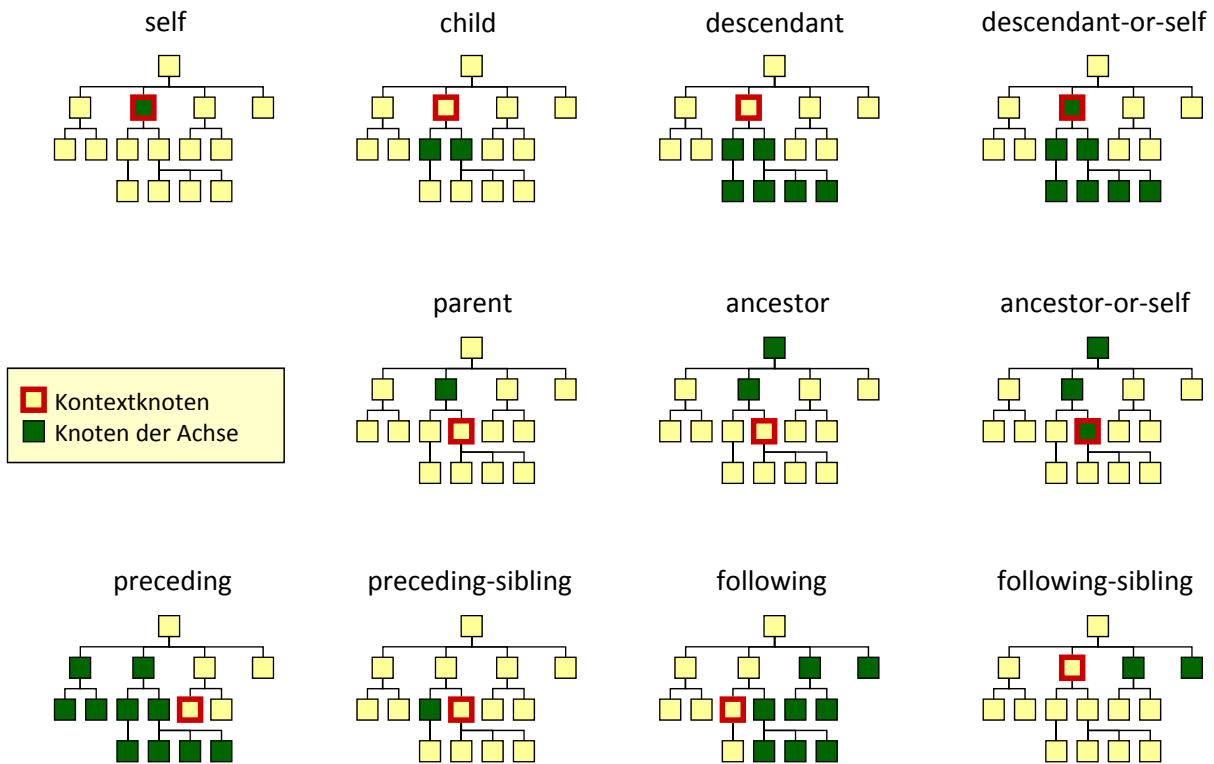 self
child
descendant
descendant-or-self
parent
ancestor
ancestor-or-self
Kontextknoten
Knoten der Achse
preceding
preceding-sibling
following
following-sibling